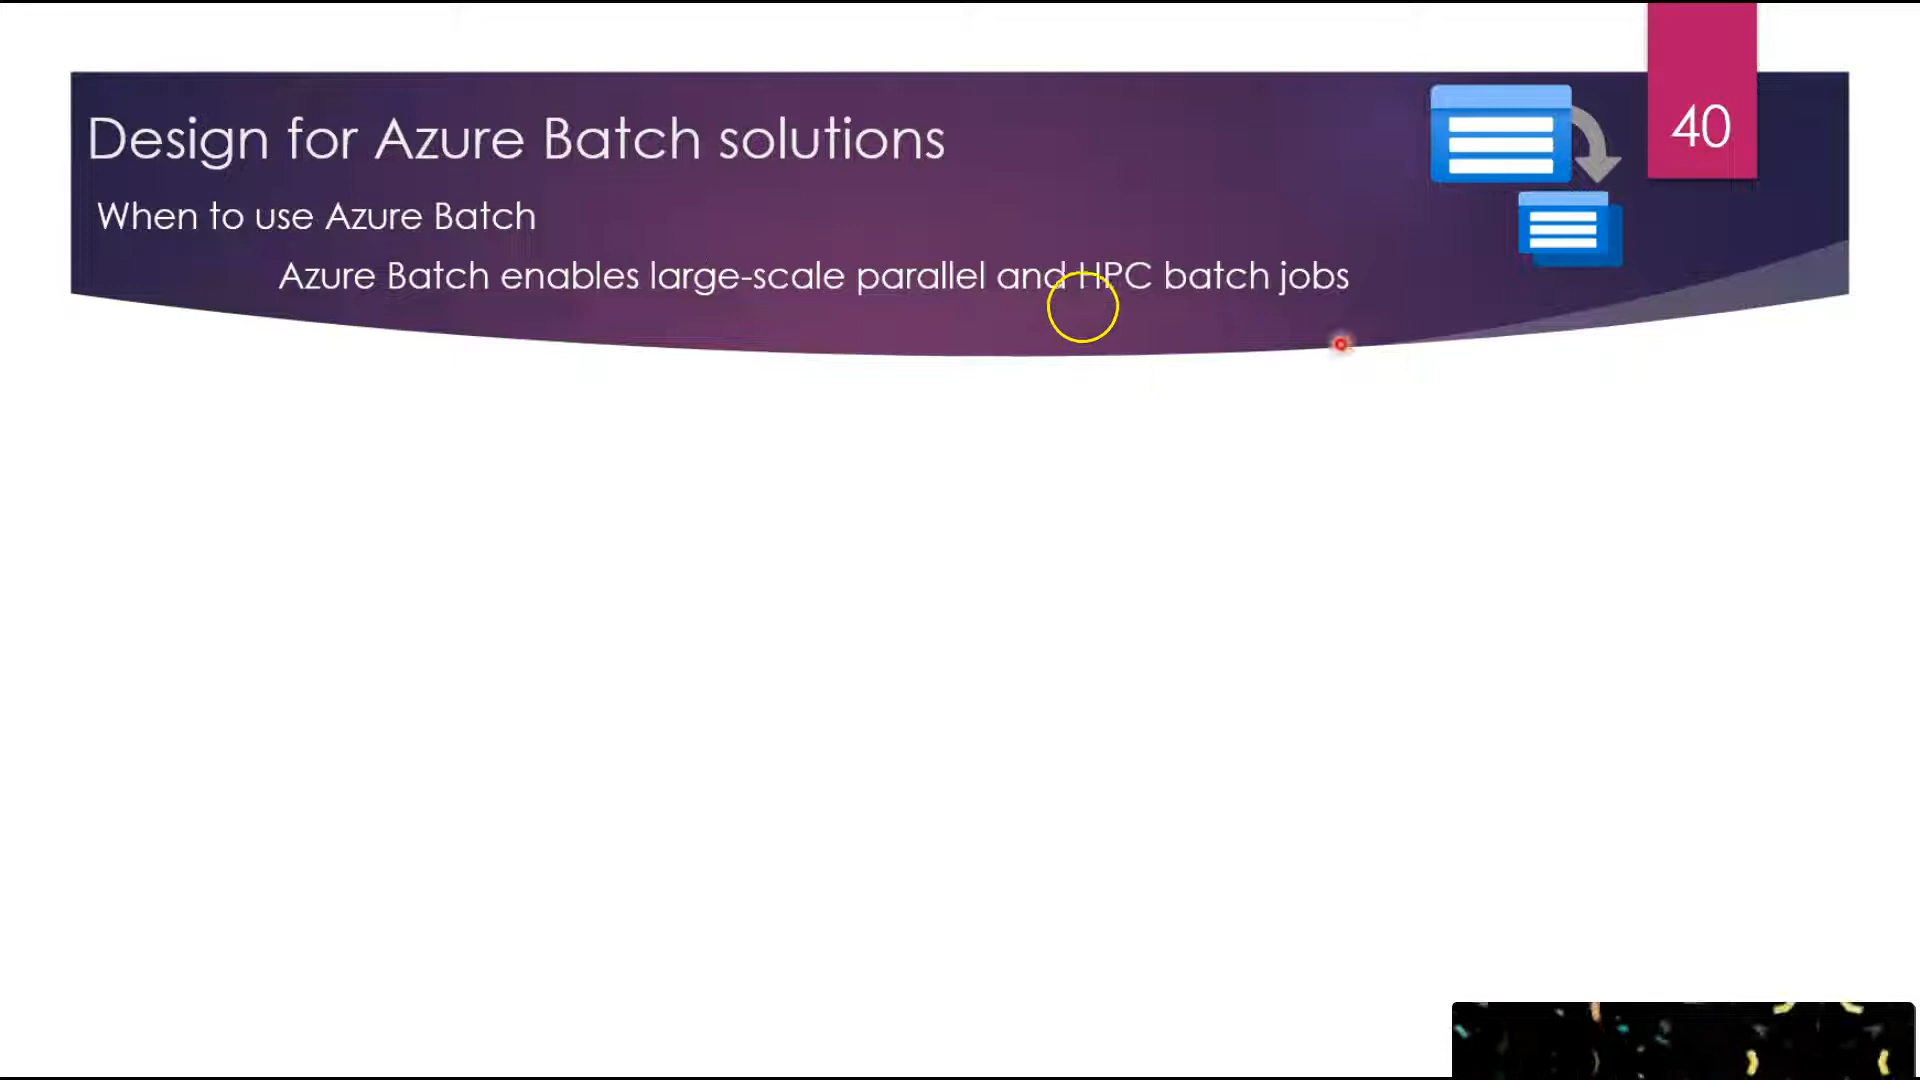 Design for Azure Batch solutions
40
When to use Azure Batch
Azure Batch enables large-scale parallel and HPC batch jobs